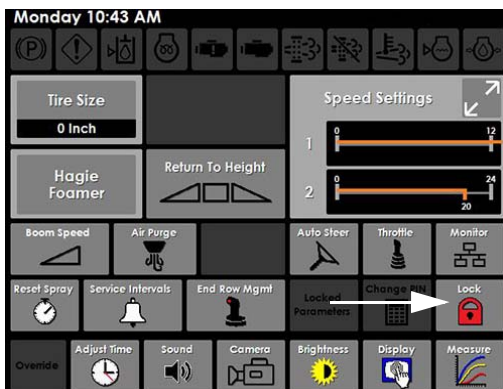 Monday 10:43 AM
Tire Size
0 Inch
Speed Settings
1
0
12
Hagie
Foamer
Return To Height
2
0
24
20
Boom Speed
Air Purge
Auto Steer
Throttle
Monitor
Reset Spray
Service Intervals
End Row Mgmt
Locked
Parameters
Change PIN
Lock
Override
Adjust Time
Sound
Camera
Brightness
Display
Measure